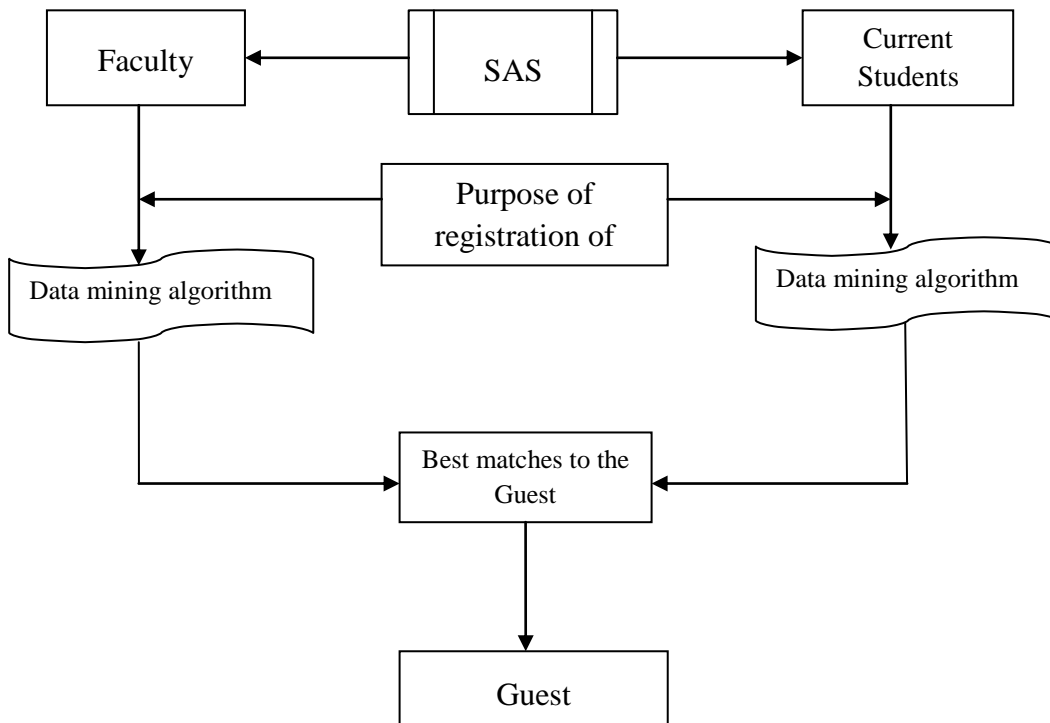 Faculty
SAS
Current
Students
Purpose of
registration of
Data mining algorithm
Data mining algorithm
Best matches to the
Guest
Guest